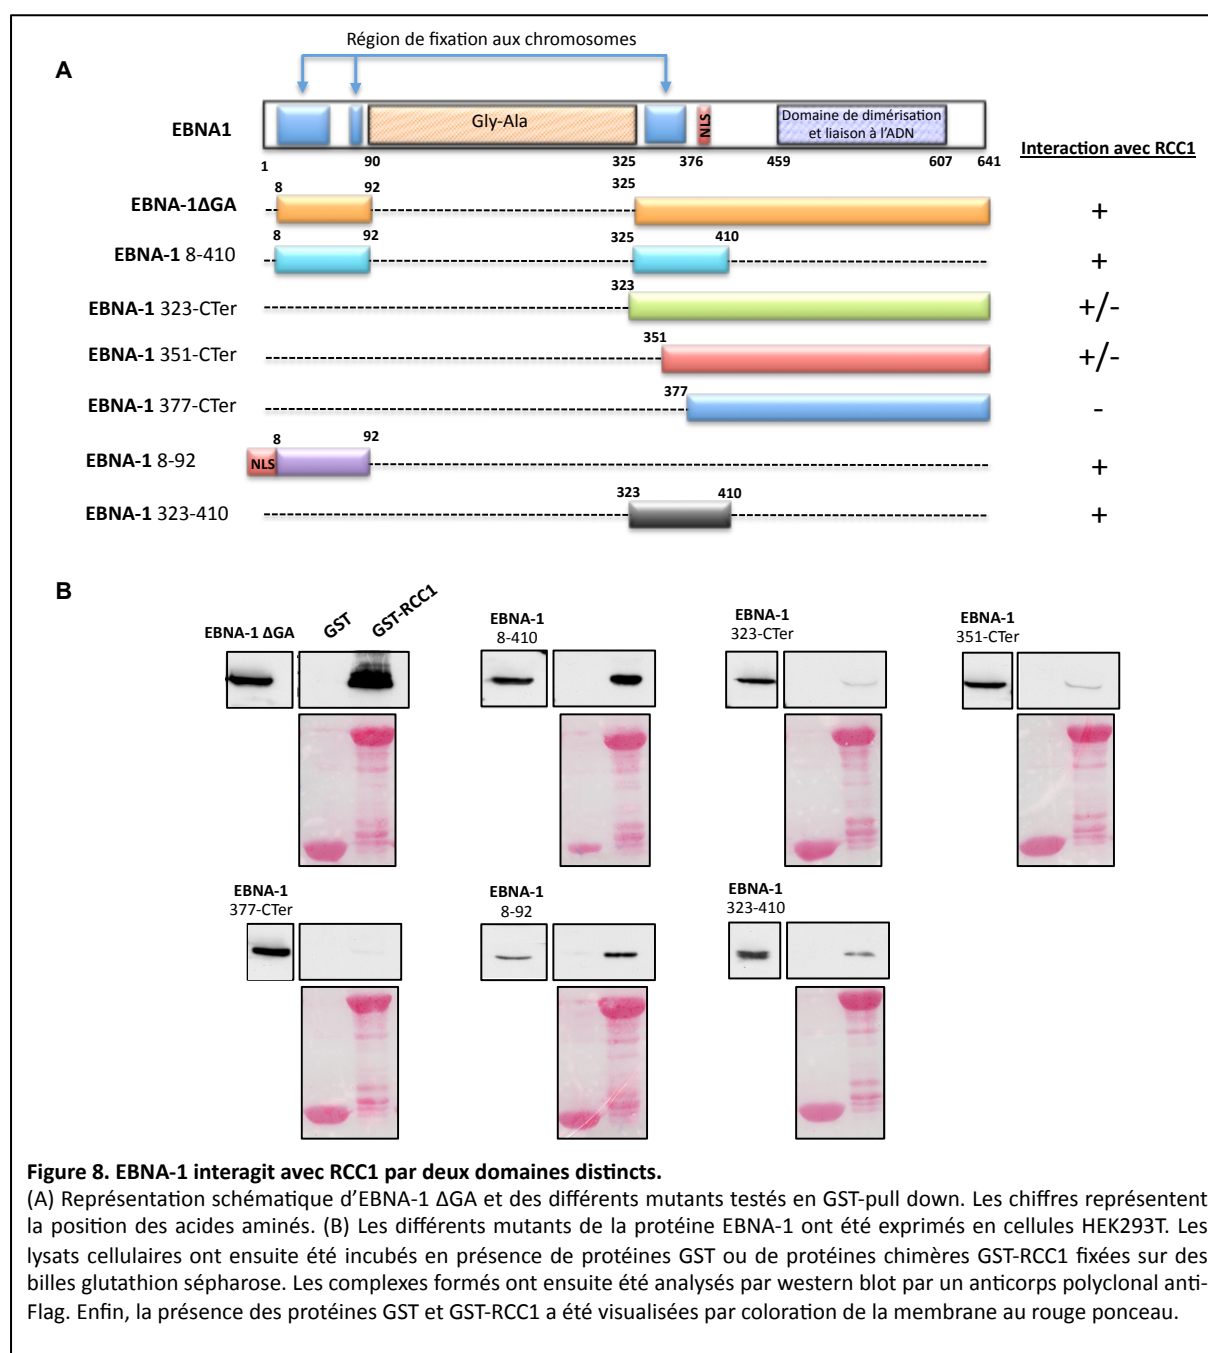 Région de fixation aux chromosomes
A
EBNA1
Gly-Ala
NLS
Domaine de dimérisation
et liaison à l'ADN
1
90
325
376
459
607
641
Interaction avec RCC1
EBNA-1ΔGA
8
92
325
+
EBNA-1 8-410
8
92
325
410
+
EBNA-1 323-CTer
323
+/-
EBNA-1 351-CTer
351
+/-
EBNA-1 377-CTer
377
-
EBNA-1 8-92
NLS
8
92
+
EBNA-1 323-410
323
410
+
B
EBNA-1 ΔGA
GST
GST-RCC1
EBNA-1
8-410
EBNA-1
323-CTer
EBNA-1
351-CTer
EBNA-1
377-CTer
EBNA-1
8-92
EBNA-1
323-410
Figure 8. EBNA-1 interagit avec RCC1 par deux domaines distincts.
(A) Représentation schématique d'EBNA-1 ΔGA et des différents mutants testés en GST-pull down. Les chiffres représentent
la position des acides aminés. (B) Les différents mutants de la protéine EBNA-1 ont été exprimés en cellules HEK293T. Les
lysats cellulaires ont ensuite été incubés en présence de protéines GST ou de protéines chimères GST-RCC1 fixées sur des
billes glutathion sépharose. Les complexes formés ont ensuite été analysés par western blot par un anticorps polyclonal anti-
Flag. Enfin, la présence des protéines GST et GST-RCC1 a été visualisées par coloration de la membrane au rouge ponceau.